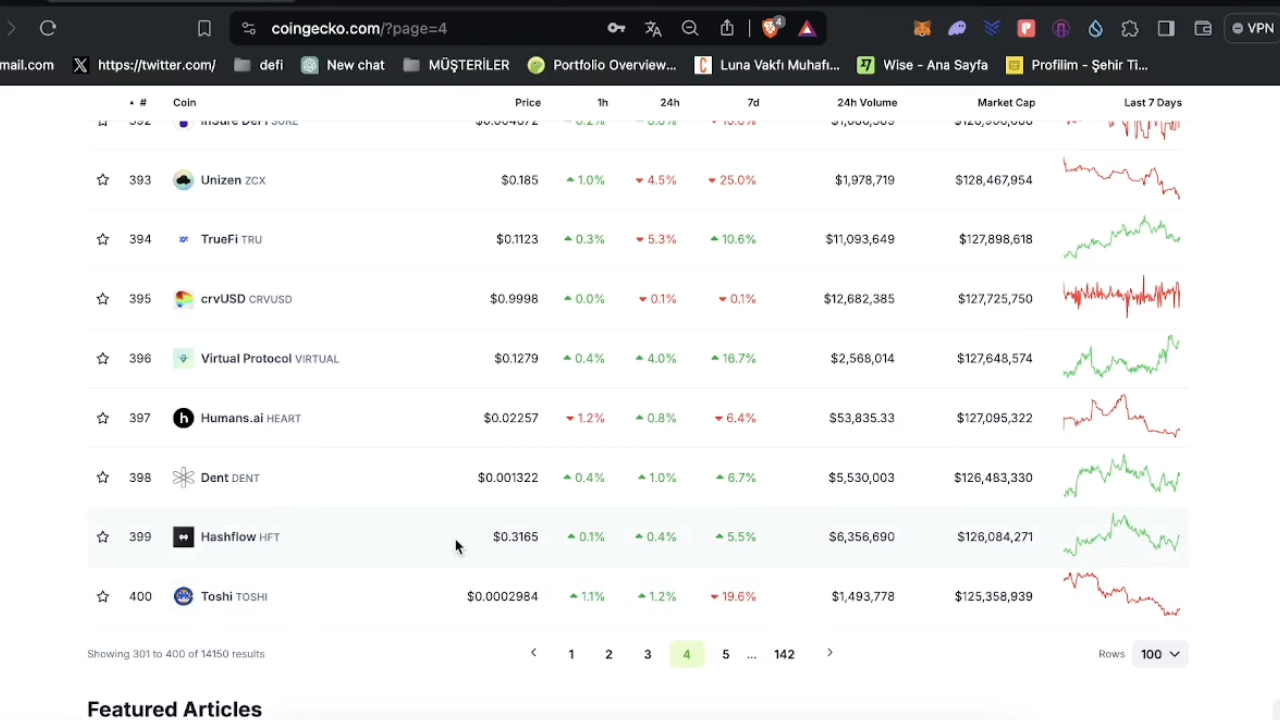 coingecko.com/?page=4
4
VPN
mail.com https://twitter.com/ defi New chat MÜŞTERİLER Portfolio Overview... Luna Vakfı Muhafı... Wise - Ana Sayfa Profilim - Şehir Ti...
# Coin Price 1h 24h 7d 24h Volume Market Cap Last 7 Days
393 Unizen ZCX $0.185 1.0% 4.5% 25.0% $1,978,719 $128,467,954
394 TrueFi TRU $0.1123 0.3% 5.3% 10.6% $11,093,649 $127,898,618
395 crvUSD CRVUSD $0.9998 0.0% 0.1% 0.1% $12,682,385 $127,725,750
396 Virtual Protocol VIRTUAL $0.1279 0.4% 4.0% 16.7% $2,568,014 $127,648,574
397 Humans.ai HEART $0.02257 1.2% 0.8% 6.4% $53,835.33 $127,095,322
398 Dent DENT $0.001322 0.4% 1.0% 6.7% $5,530,003 $126,483,330
399 Hashflow HFT $0.3165 0.1% 0.4% 5.5% $6,356,690 $126,084,271
400 Toshi TOSHI $0.0002984 1.1% 1.2% 19.6% $1,493,778 $125,358,939
Showing 301 to 400 of 14150 results 1 2 3 4 5 ... 142 Rows 100
Featured Articles